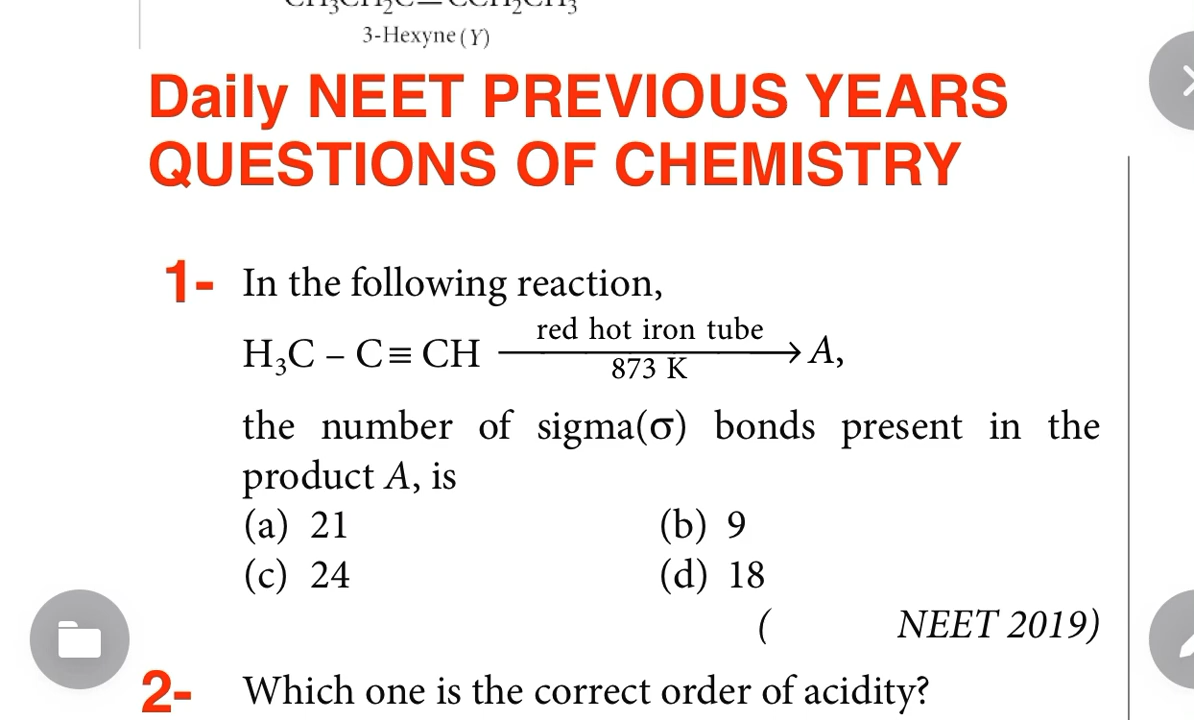 3-Hexyne (Y)
Daily NEET PREVIOUS YEARS
QUESTIONS OF CHEMISTRY
1- In the following reaction,
H₃C – C ≡ CH red hot iron tube 873 K → A,
the number of sigma(σ) bonds present in the
product A, is
(a) 21 (b) 9
(c) 24 (d) 18
( NEET 2019)
2- Which one is the correct order of acidity?